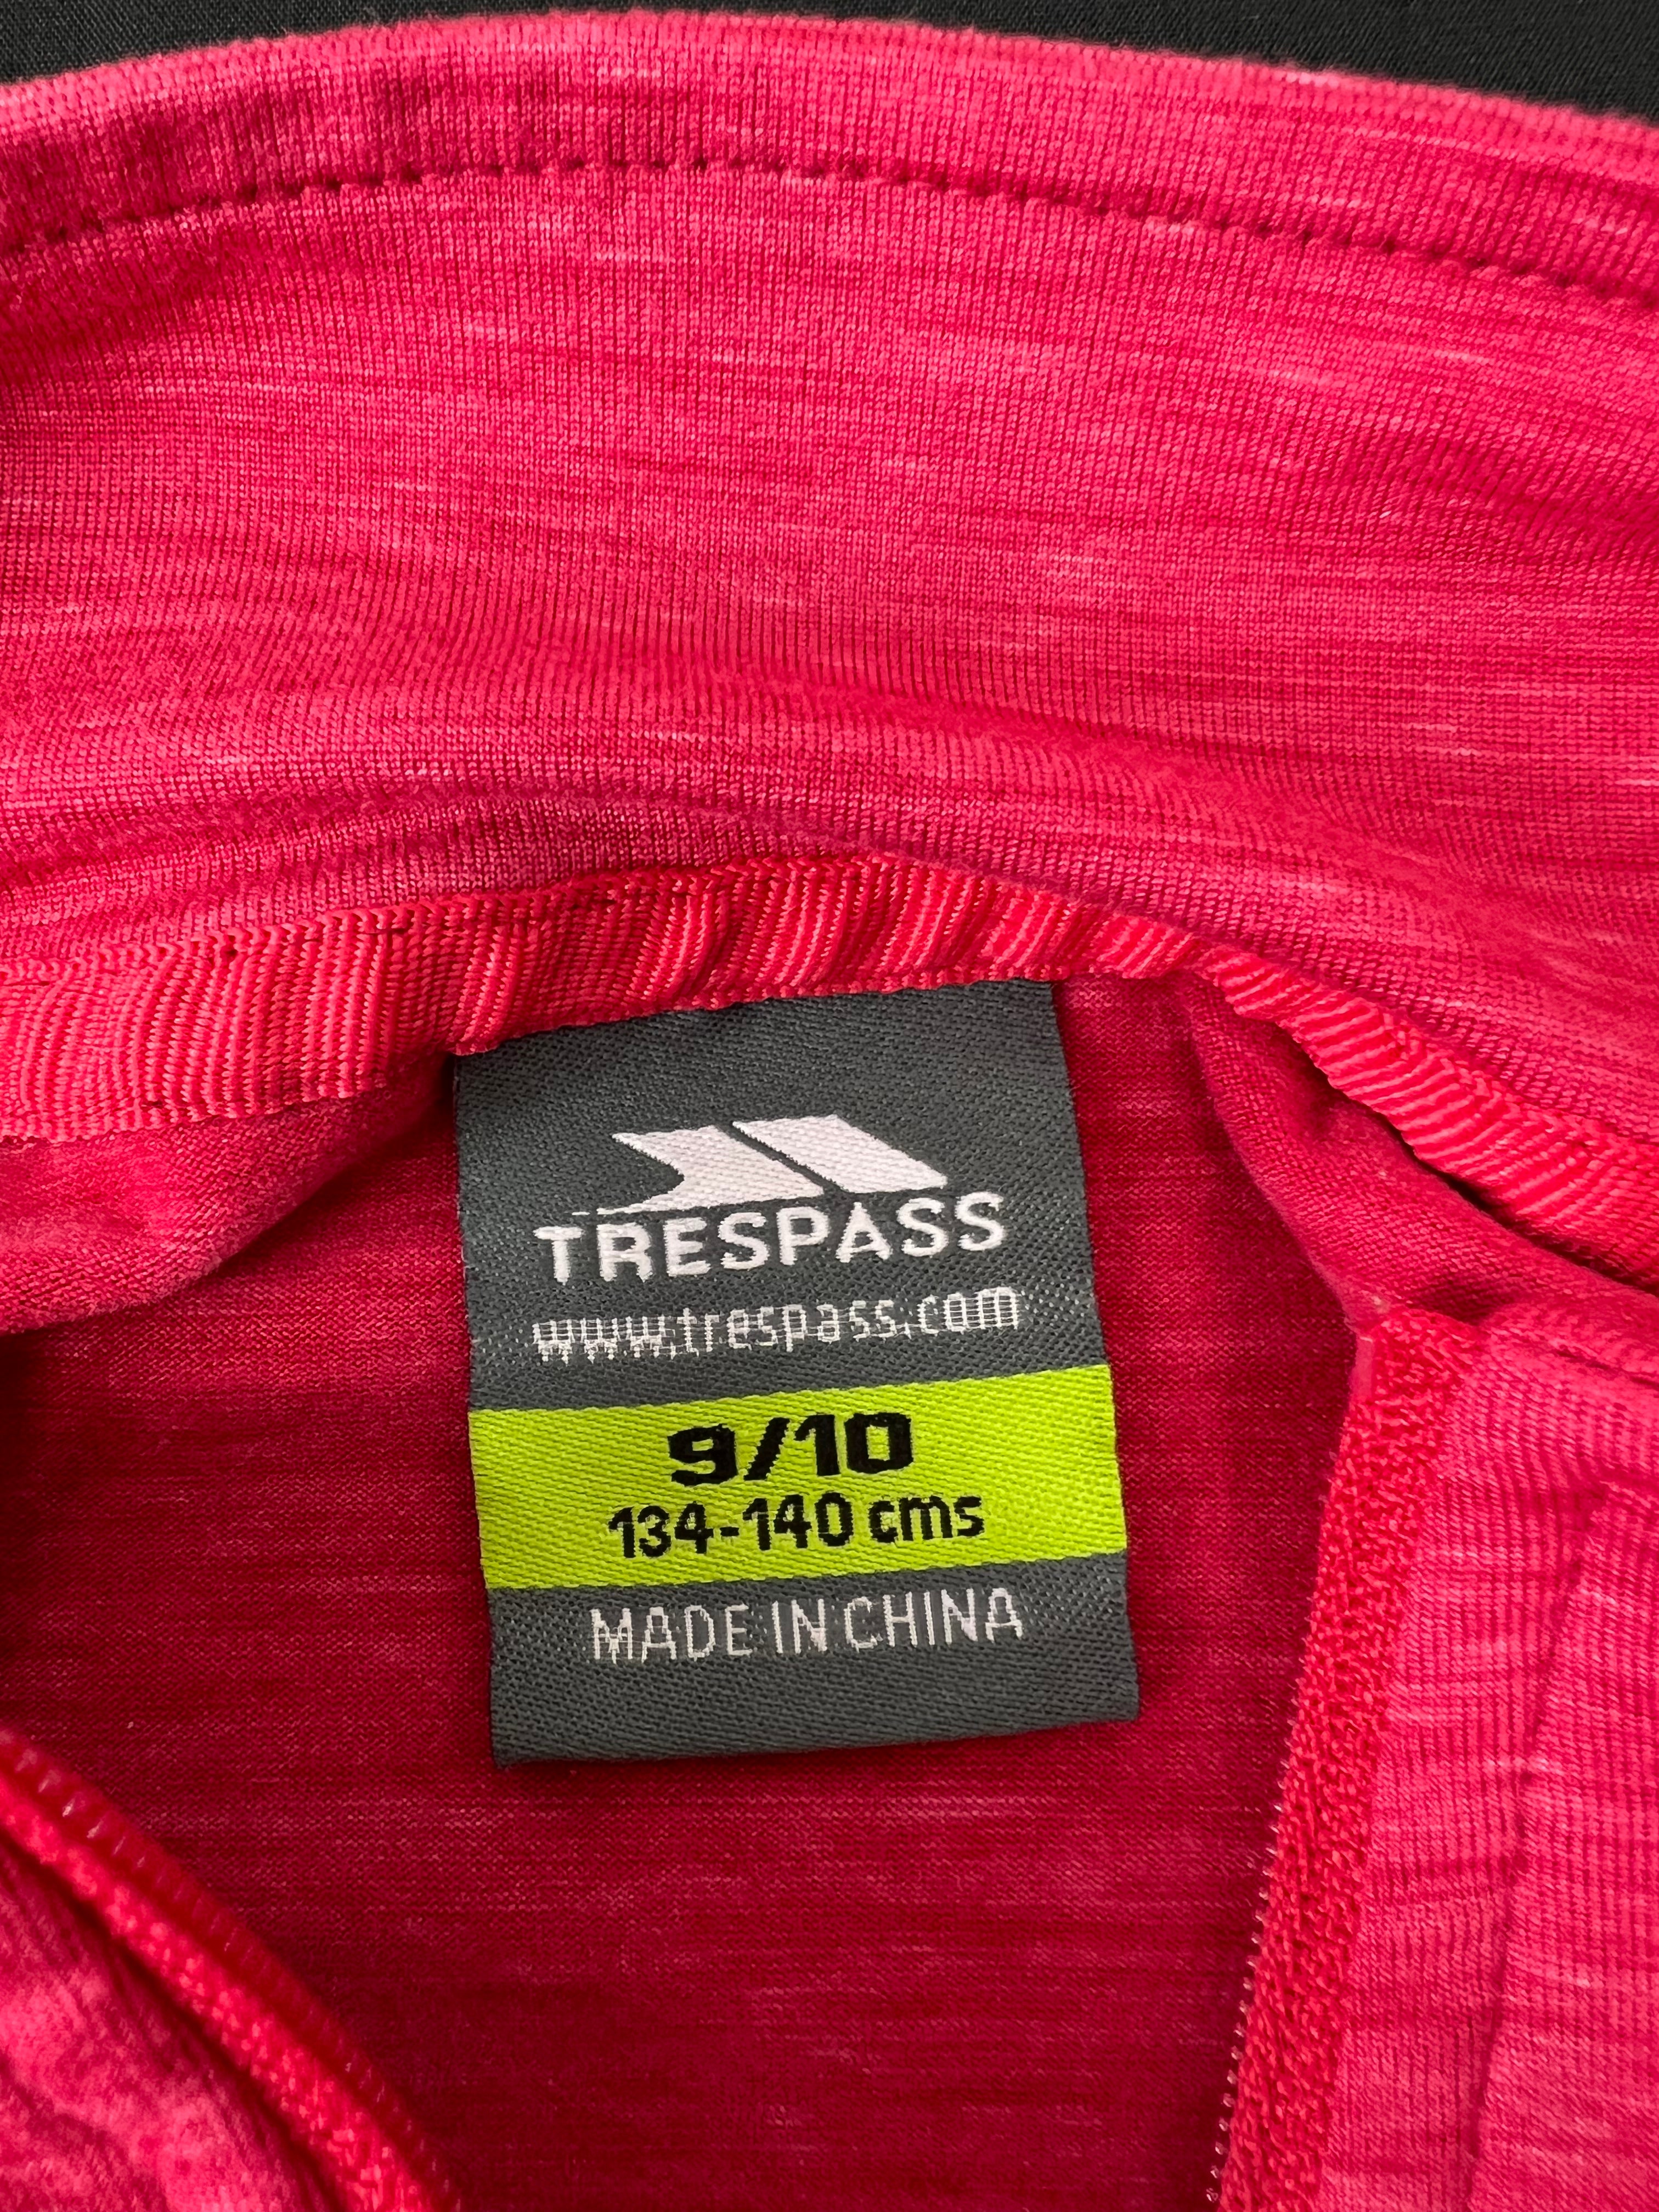 TRESPASS
www.trespass.com
9/10
134-140 cms
MADE IN CHINA